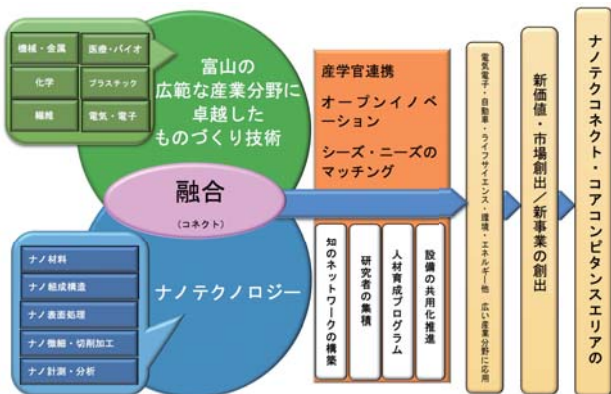 機械・金属
医療・バイオ
化学
プラスチック
繊維
電気・電子
富山の
広範な産業分野に
卓越した
ものづくり技術
融合
(コネクト)
ナノテクノロジー
ナノ材料
ナノ組成構造
ナノ表面処理
ナノ微細・切削加工
ナノ計測・分析
産学官連携
オープンイノベ
ーション
シーズ・ニーズの
マッチング
知のネットワークの構築
研究者の集積
人材育成プログラム
設備の共用化推進
電気電子・自動車・ライフサイエンス・環境・エネルギー他 広い産業分野に応用
新価値・市場創出/新事業の創出
ナノテクコネクト・コアコンピタンスエリアの